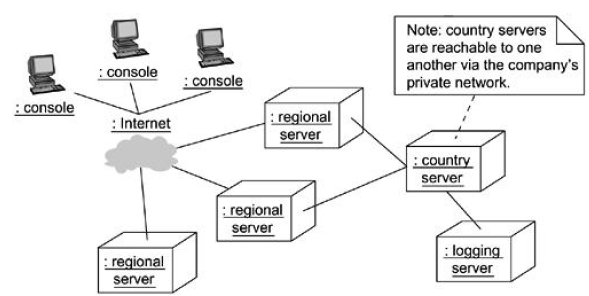 : console
: console
: console
: Internet
Note: country servers
are reachable to one
another via the company's
private network.
: regional
server
: country
server
: regional
server
: regional
server
: logging
server